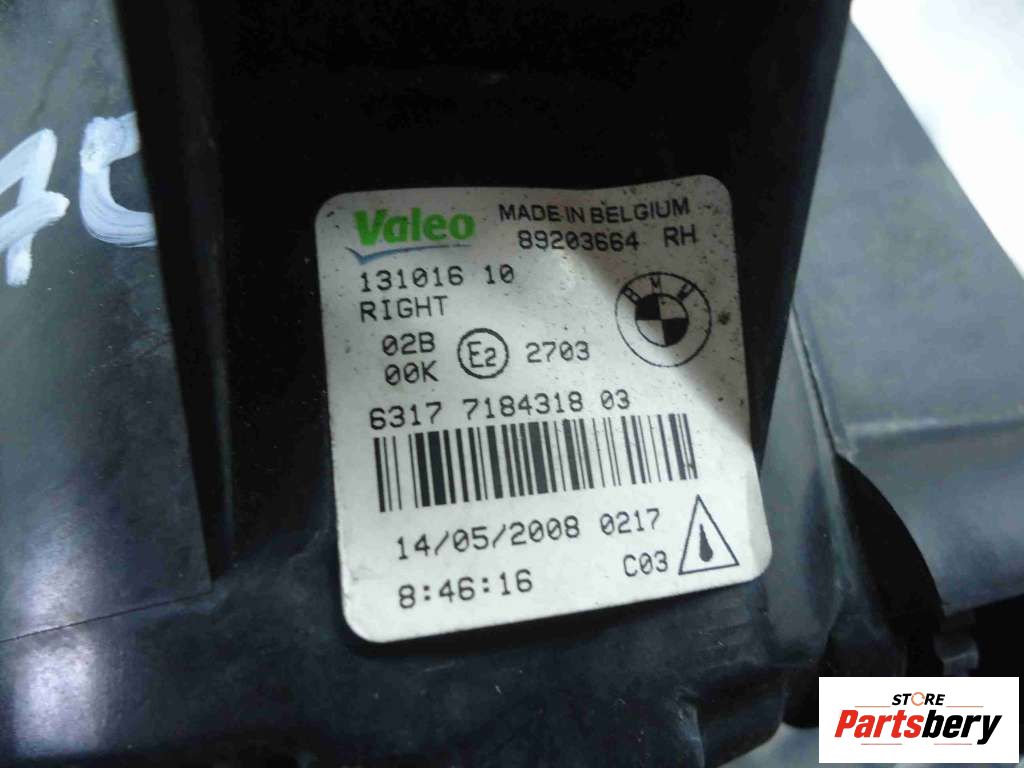 Valeo MADE IN BELGIUM
89203664 RH
131016 10
RIGHT
BMW
02B
00K
E2 2703
6317 7184318 03
14/05/2008 0217
8:46:16 C03
STORE
Partsbery